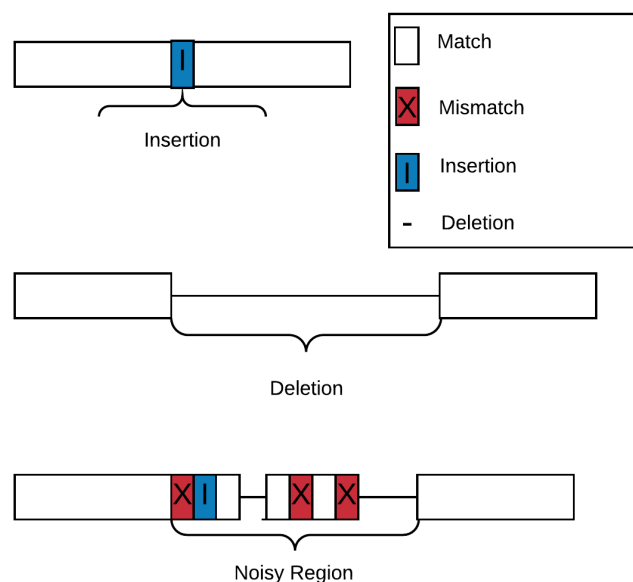 I
Insertion
Match
X
Mismatch
I
Insertion
-
Deletion
Deletion
X I X X
Noisy Region